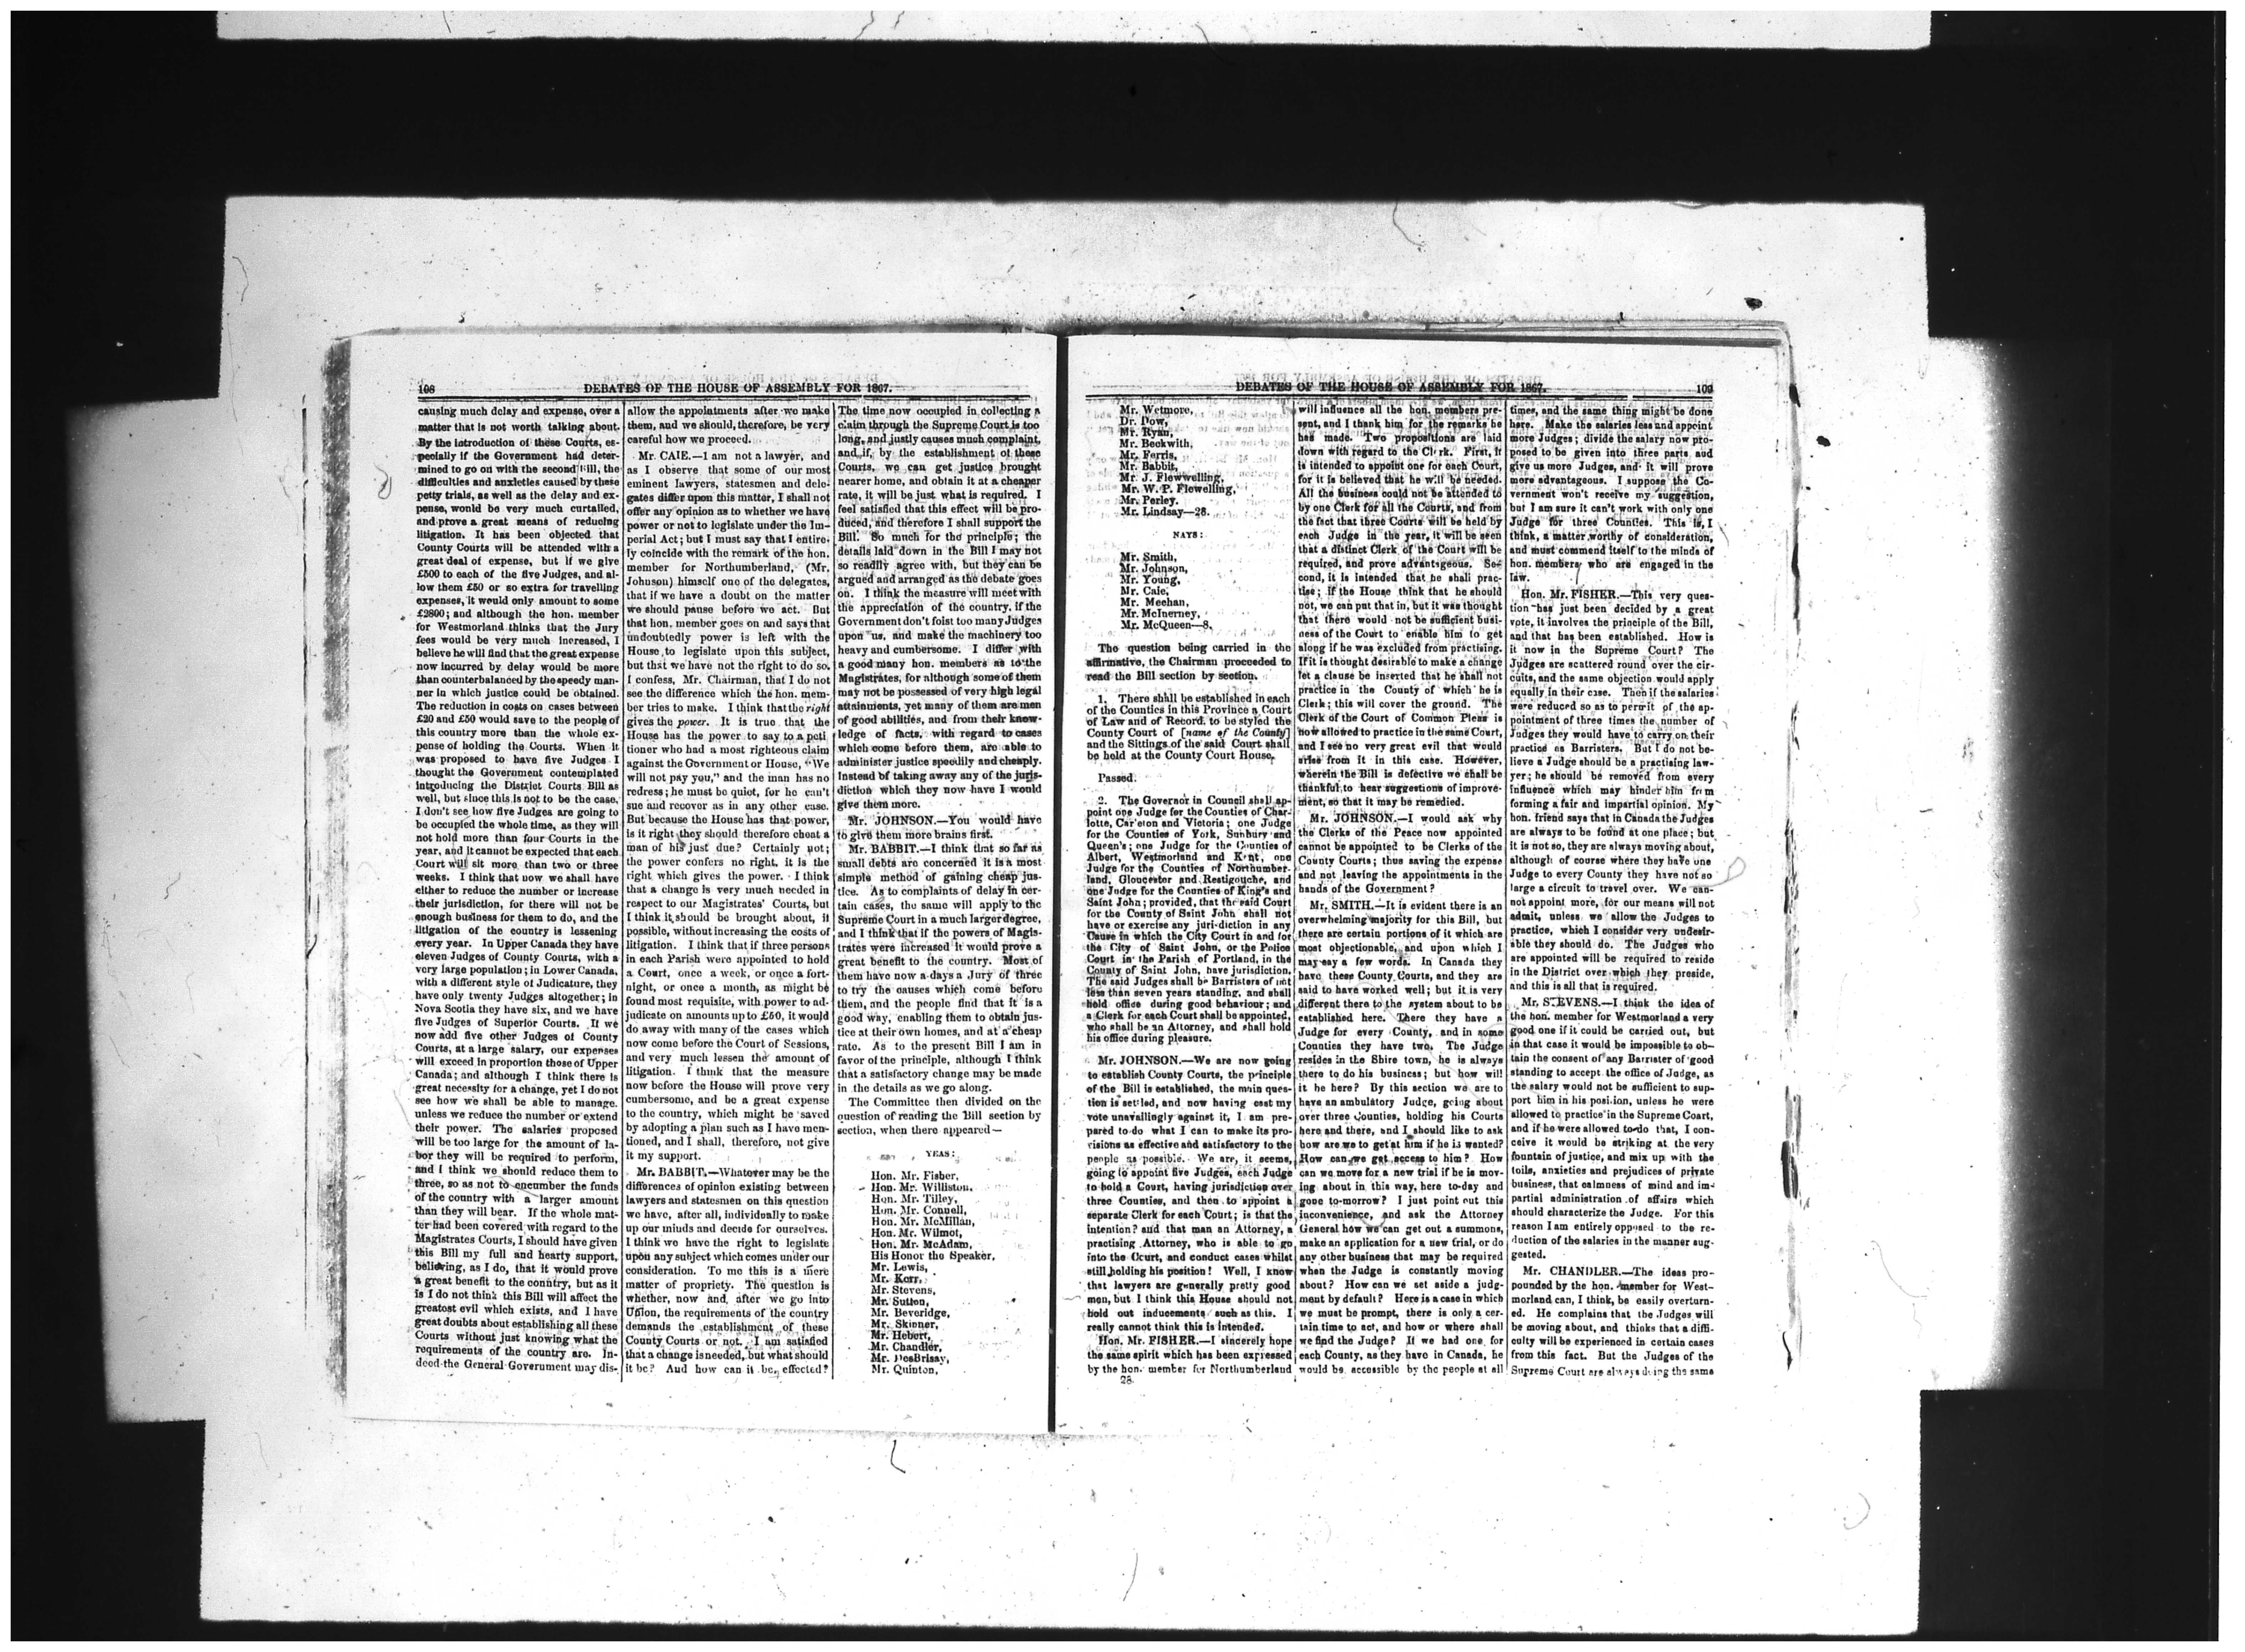 108
DEBATES OF THE HOUSE OF ASSEMBLY FOR 1867.
causing much delay and expense, over a
matter that is not worth talking about.
By the introduction of these Courts, es-
pecially if the Government had deter-
mined to go on with the second Bill, the
difficulties and anxieties caused by these
petty trials, as well as the delay and ex-
pense, would be very much curtailed,
and prove a great means of reducing
litigation. It has been objected that
County Courts will be attended with a
great deal of expense, but if we give
£500 to each of the five Judges, and al-
low them £50 or so extra for travelling
expenses, it would only amount to some
£2800; and although the hon. member
for Westmorland thinks that the Jury
fees would be very much increased, I
believe he will find that the great expense
now incurred by delay would be more
than counterbalanced by the speedy man-
ner in which justice could be obtained.
The reduction in costs on cases between
£20 and £50 would save to the people of
this country more than the whole ex-
pense of holding the Courts. When it
was proposed to have five Judges I
thought the Government contemplated
introducing the District Courts Bill as
well, but since this is not to be the case,
I don't see how five Judges are going to
be occupied the whole time, as they will
not hold more than four Courts in the
year, and it cannot be expected that each
Court will sit more than two or three
weeks. I think that now we shall have
either to reduce the number or increase
their jurisdiction, for there will not be
enough business for them to do, and the
litigation of the country is lessening
every year. In Upper Canada they have
eleven Judges of County Courts, with a
very large population; in Lower Canada,
with a different style of Judicature, they
have only twenty Judges altogether; in
Nova Scotia they have six, and we have
five Judges of Superior Courts. If we
now add five other Judges of County
Courts, at a large salary, our expenses
will exceed in proportion those of Upper
Canada; and although I think there is
great necessity for a change, yet I do not
see how we shall be able to manage
unless we reduce the number or extend
their power. The salaries proposed
will be too large for the amount of la-
bor they will be required to perform,
and I think we should reduce them to
three, so as not to encumber the funds
of the country with a larger amount
than they will bear. If the whole mat-
ter had been covered with regard to the
Magistrates Courts, I should have given
this Bill my full and hearty support,
believing, as I do, that it would prove
a great benefit to the country, but as it
is I do not think this Bill will affect the
greatest evil which exists, and I have
great doubts about establishing all these
Courts without just knowing what the
requirements of the country are. In-
deed the General Government may dis-
allow the appointments after we make
them, and we should, therefore, be very
careful how we proceed.
Mr. CAIE.—I am not a lawyer, and
as I observe that some of our most
eminent lawyers, statesmen and dele-
gates differ upon this matter, I shall not
offer any opinion as to whether we have
power or not to legislate under the Im-
perial Act; but I must say that I entire-
ly coincide with the remark of the hon.
member for Northumberland, (Mr.
Johnson) himself one of the delegates,
that if we have a doubt on the matter
we should pause before we act. But
that hon. member goes on and says that
undoubtedly power is left with the
House to legislate upon this subject,
but that we have not the right to do so.
I confess, Mr. Chairman, that I do not
see the difference which the hon. mem-
ber tries to make. I think that the right
gives the power. It is true that the
House has the power to say to a peti
tioner who had a most righteous claim
against the Government or House, "We
will not pay you," and the man has no
redress; he must be quiet, for he can't
sue and recover as in any other case.
But because the House has that power,
is it right they should therefore cheat a
man of his just due? Certainly not;
the power confers no right, it is the
right which gives the power. I think
that a change is very much needed in
respect to our Magistrates' Courts, but
I think it should be brought about, if
possible, without increasing the costs of
litigation. I think that if three persons
in each Parish were appointed to hold
a Court, once a week, or once a fort-
night, or once a month, as might be
found most requisite, with power to ad-
judicate on amounts up to £50, it would
do away with many of the cases which
now come before the Court of Sessions,
and very much lessen the amount of
litigation. I think that the measure
now before the House will prove very
cumbersome, and be a great expense
to the country, which might be saved
by adopting a plan such as I have men-
tioned, and I shall, therefore, not give
it my support.
Mr. BABBIT.—Whatever may be the
differences of opinion existing between
lawyers and statesmen on this question
we have, after all, individually to make
up our minds and decide for ourselves.
I think we have the right to legislate
upon any subject which comes under our
consideration. To me this is a mere
matter of propriety. The question is
whether, now and, after we go into
Union, the requirements of the country
demands the establishment of these
County Courts or not. I am satisfied
that a change is needed, but what should
it be? And how can it be effected?
The time now occupied in collecting a
claim through the Supreme Court is too
long, and justly causes much complaint,
and if, by the establishment of these
Courts, we can get justice brought
nearer home, and obtain it at a cheaper
rate, it will be just what is required. I
feel satisfied that this effect will be pro-
duced, and therefore I shall support the
Bill. So much for the principle; the
details laid down in the Bill I may not
so readily agree with, but they can be
argued and arranged as the debate goes
on. I think the measure will meet with
the appreciation of the country, if the
Government don't foist too many Judges
upon us, and make the machinery too
heavy and cumbersome. I differ with
a good many hon. members as to the
Magistrates, for although some of them
may not be possessed of very high legal
attainments, yet many of them are men
of good abilities, and from their know-
ledge of facts, with regard to cases
which come before them, are able to
administer justice speedily and cheaply.
Instead of taking away any of the juris-
diction which they now have I would
give them more.
Mr. JOHNSON.—You would have
to give them more brains first.
Mr. BABBIT.—I think that so far as
small debts are concerned it is a most
simple method of gaining cheap jus-
tice. As to complaints of delay in cer-
tain cases, the same will apply to the
Supreme Court in a much larger degree,
and I think that if the powers of Magis-
trates were increased it would prove a
great benefit to the country. Most of
them have now a-days a Jury of three
to try the causes which come before
them, and the people find that it is a
good way, enabling them to obtain jus-
tice at their own homes, and at a cheap
rate. As to the present Bill I am in
favor of the principle, although I think
that a satisfactory change may be made
in the details as we go along.
The Committee then divided on the
question of reading the Bill section by
section, when there appeared—
YEAS:
Hon. Mr. Fisher,
Hon. Mr. Williston,
Hon. Mr. Tilley,
Hon. Mr. Connell,
Hon. Mr. McMillan,
Hon. Mr. Wilmot,
Hon. Mr. McAdam,
His Honor the Speaker,
Mr. Lewis,
Mr. Kerr,
Mr. Stevens,
Mr. Sutton,
Mr. Beveridge,
Mr. Skinner,
Mr. Hebert,
Mr. Chandler,
Mr. DesBrisay,
Mr. Quinton,
DEBATES OF THE HOUSE OF ASSEMBLY FOR 1867.
109
Mr. Wetmore,
Dr. Dow,
Mr. Ryan,
Mr. Beckwith,
Mr. Ferris,
Mr. Babbit,
Mr. J. Flewwelling,
Mr. W. P. Flewelling,
Mr. Perley,
Mr. Lindsay—28.
NAYS:
Mr. Smith,
Mr. Johnson,
Mr. Young,
Mr. Caie,
Mr. Meehan,
Mr. McInerney,
Mr. McQueen—8.
The question being carried in the
affirmative, the Chairman proceeded to
read the Bill section by section.
1. There shall be established in each
of the Counties in this Province a Court
of Law and of Record, to be styled the
County Court of [name of the County]
and the Sittings of the said Court shall
be held at the County Court House.
Passed.
2. The Governor in Council shall ap-
point one Judge for the Counties of Char-
lotte, Carleton and Victoria; one Judge
for the Counties of York, Sunbury and
Queen's; one Judge for the Counties of
Albert, Westmorland and Kent, one
Judge for the Counties of Northumber-
land, Gloucester and Restigouche, and
one Judge for the Counties of King's and
Saint John; provided, that the said Court
for the County of Saint John shall not
have or exercise any jurisdiction in any
Cause in which the City Court in and for
the City of Saint John, or the Police
Court in the Parish of Portland, in the
County of Saint John, have jurisdiction.
The said Judges shall be Barristers of not
less than seven years standing, and shall
hold office during good behaviour; and
a Clerk for each Court shall be appointed,
who shall be an Attorney, and shall hold
his office during pleasure.
Mr. JOHNSON.—We are now going
to establish County Courts, the principle
of the Bill is established, the main ques-
tion is settled, and now having cast my
vote unavailingly against it, I am pre-
pared to do what I can to make its pro-
visions as effective and satisfactory to the
people as possible. We are, it seems,
going to appoint five Judges, each Judge
to hold a Court, having jurisdiction over
three Counties, and then to appoint a
separate Clerk for each Court; is that the
intention? and that man an Attorney, a
practising Attorney, who is able to go
into the Court, and conduct cases whilst
still holding his position! Well, I know
that lawyers are generally pretty good
men, but I think this House should not
hold out inducements such as this. I
really cannot think this is intended.
Hon. Mr. FISHER.—I sincerely hope
the same spirit which has been expressed
by the hon. member for Northumberland
28
will influence all the hon. members pre-
sent, and I thank him for the remarks he
has made. Two propositions are laid
down with regard to the Clerk. First, it
is intended to appoint one for each Court,
for it is believed that he will be needed.
All the business could not be attended to
by one Clerk for all the Courts, and from
the fact that three Courts will be held by
each Judge in the year, it will be seen
that a distinct Clerk of the Court will be
required, and prove advantageous. Se-
cond, it is intended that he shall prac-
tise; if the House think that he should
not, we can put that in, but it was thought
that there would not be sufficient busi-
ness of the Court to enable him to get
along if he was excluded from practising.
If it is thought desirable to make a change
let a clause be inserted that he shall not
practice in the County of which he is
Clerk; this will cover the ground. The
Clerk of the Court of Common Pleas is
now allowed to practice in the same Court,
and I see no very great evil that would
arise from it in this case. However,
wherein the Bill is defective we shall be
thankful to hear suggestions of improve-
ment, so that it may be remedied.
Mr. JOHNSON.—I would ask why
the Clerks of the Peace now appointed
cannot be appointed to be Clerks of the
County Courts; thus saving the expense
and not leaving the appointments in the
hands of the Government?
Mr. SMITH.—It is evident there is an
overwhelming majority for this Bill, but
there are certain portions of it which are
most objectionable, and upon which I
may say a few words. In Canada they
have these County Courts, and they are
said to have worked well; but it is very
different there to the system about to be
established here. There they have a
Judge for every County, and in some
Counties they have two. The Judge
resides in the Shire town, he is always
there to do his business; but how will
it be here? By this section we are to
have an ambulatory Judge, going about
over three Counties, holding his Courts
here and there, and I should like to ask
how are we to get at him if he is wanted?
How can we get access to him? How
can we move for a new trial if he is mov-
ing about in this way, here to-day and
gone to-morrow? I just point out this
inconvenience, and ask the Attorney
General how we can get out a summons,
make an application for a new trial, or do
any other business that may be required
when the Judge is constantly moving
about? How can we set aside a judg-
ment by default? Here is a case in which
we must be prompt, there is only a cer-
tain time to act, and how or where shall
we find the Judge? If we had one for
each County, as they have in Canada, he
would be accessible by the people at all
times, and the same thing might be done
here. Make the salaries less and appoint
more Judges; divide the salary now pro-
posed to be given into three parts and
give us more Judges, and it will prove
more advantageous. I suppose the Go-
vernment won't receive my suggestion,
but I am sure it can't work with only one
Judge for three Counties. This is, I
think, a matter worthy of consideration,
and must commend itself to the minds of
hon. members who are engaged in the
law.
Hon. Mr. FISHER.—This very ques-
tion has just been decided by a great
vote, it involves the principle of the Bill,
and that has been established. How is
it now in the Supreme Court? The
Judges are scattered round over the cir-
cuits, and the same objection would apply
equally in their case. Then if the salaries
were reduced so as to permit of the ap-
pointment of three times the number of
Judges they would have to carry on their
practice as Barristers. But I do not be-
lieve a Judge should be a practising law-
yer; he should be removed from every
influence which may hinder him from
forming a fair and impartial opinion. My
hon. friend says that in Canada the Judges
are always to be found at one place; but
it is not so, they are always moving about,
although of course where they have one
Judge to every County they have not so
large a circuit to travel over. We can-
not appoint more, for our means will not
admit, unless we allow the Judges to
practice, which I consider very undesir-
able they should do. The Judges who
are appointed will be required to reside
in the District over which they preside,
and this is all that is required.
Mr. STEVENS.—I think the idea of
the hon. member for Westmorland a very
good one if it could be carried out, but
in that case it would be impossible to ob-
tain the consent of any Barrister of good
standing to accept the office of Judge, as
the salary would not be sufficient to sup-
port him in his position, unless he were
allowed to practice in the Supreme Court,
and if he were allowed to do that, I con-
ceive it would be striking at the very
fountain of justice, and mix up with the
toils, anxieties and prejudices of private
business, that calmness of mind and im-
partial administration of affairs which
should characterize the Judge. For this
reason I am entirely opposed to the re-
duction of the salaries in the manner sug-
gested.
Mr. CHANDLER.—The ideas pro-
pounded by the hon. member for West-
morland can, I think, be easily overturn-
ed. He complains that the Judges will
be moving about, and thinks that a diffi-
culty will be experienced in certain cases
from this fact. But the Judges of the
Supreme Court are always doing the same